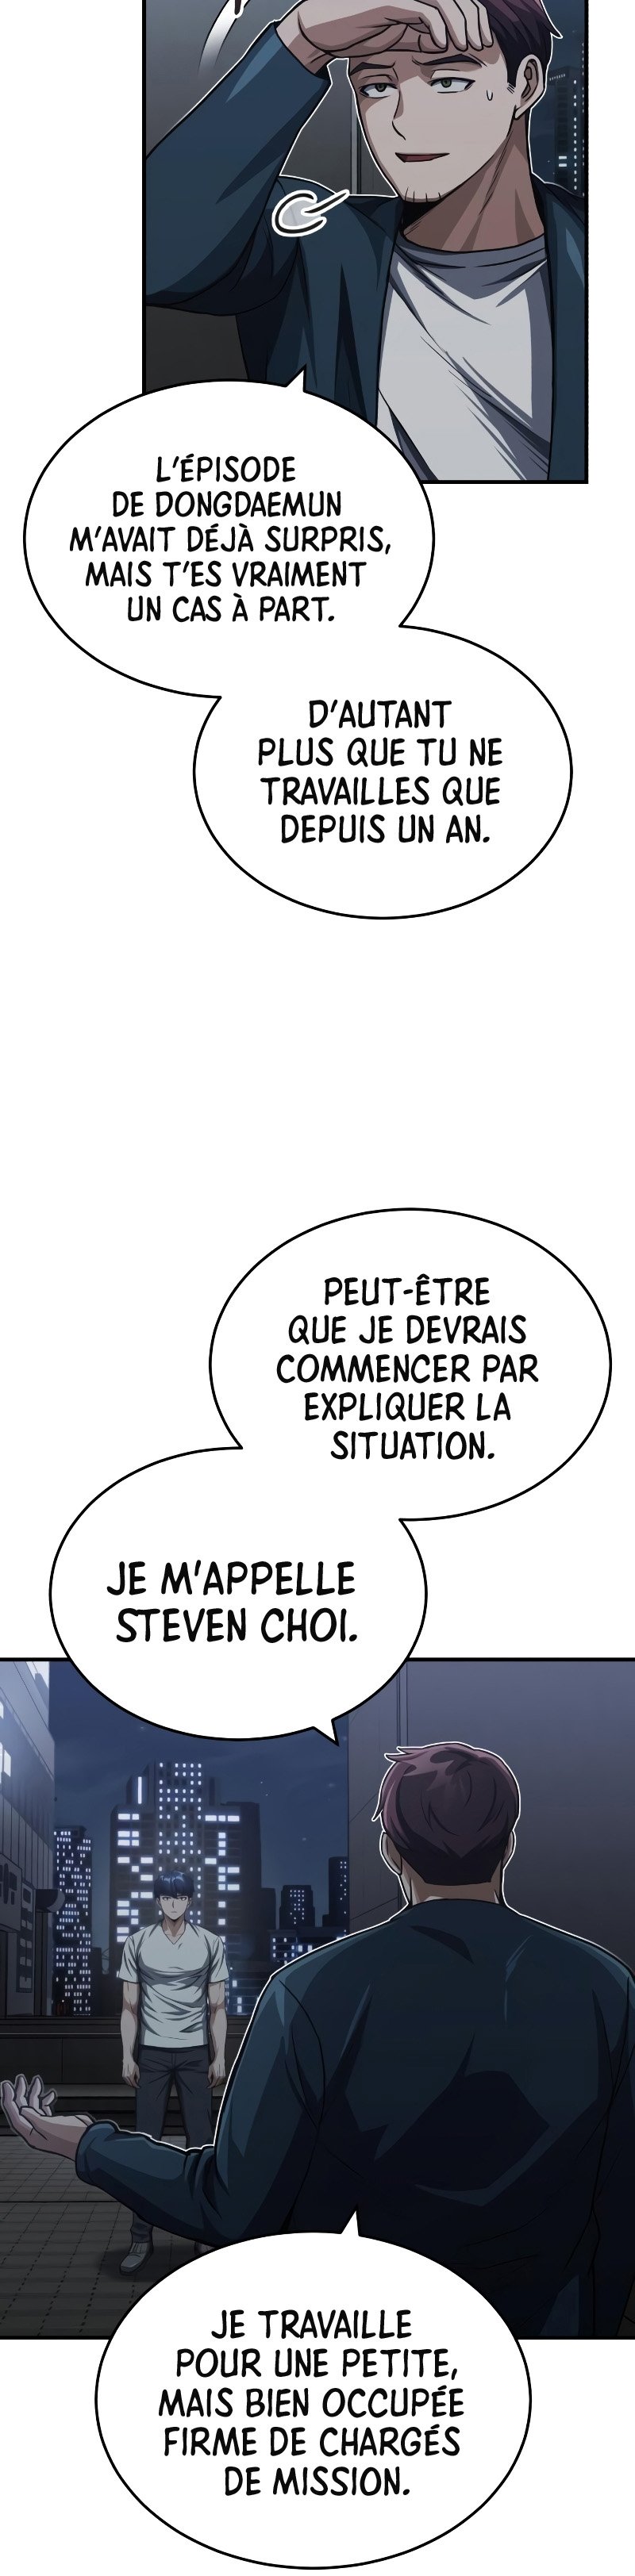 L'ÉPISODE
DE DONGDAEMUN
M'AVAIT DÉJÀ SURPRIS,
MAIS T'ES VRAIMENT
UN CAS À PART.
D'AUTANT
PLUS QUE TU NE
TRAVAILLES QUE
DEPUIS UN AN.
PEUT-ÊTRE
QUE JE DEVRAIS
COMMENCER PAR
EXPLIQUER LA
SITUATION.
JE M'APPELLE
STEVEN CHOI.
JE TRAVAILLE
POUR UNE PETITE,
MAIS BIEN OCCUPÉE
FIRME DE CHARGÉS
DE MISSION.